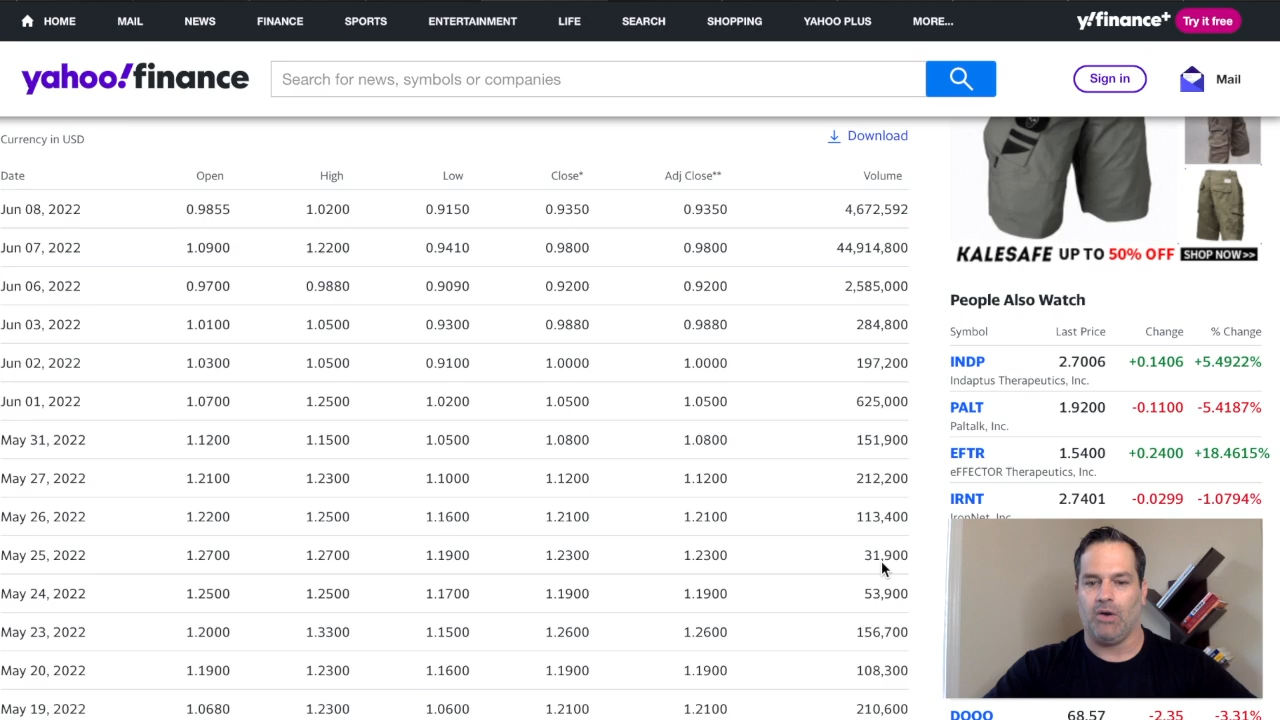 HOME MAIL NEWS FINANCE SPORTS ENTERTAINMENT LIFE SEARCH SHOPPING YAHOO PLUS MORE... y!finance+ Try it free
yahoo!finance Search for news, symbols or companies Sign in Mail
Currency in USD Download
Date Open High Low Close* Adj Close** Volume
Jun 08, 2022 0.9855 1.0200 0.9150 0.9350 0.9350 4,672,592
Jun 07, 2022 1.0900 1.2200 0.9410 0.9800 0.9800 44,914,800
Jun 06, 2022 0.9700 0.9880 0.9090 0.9200 0.9200 2,585,000
Jun 03, 2022 1.0100 1.0500 0.9300 0.9880 0.9880 284,800
Jun 02, 2022 1.0300 1.0500 0.9100 1.0000 1.0000 197,200
Jun 01, 2022 1.0700 1.2500 1.0200 1.0500 1.0500 625,000
May 31, 2022 1.1200 1.1500 1.0500 1.0800 1.0800 151,900
May 27, 2022 1.2100 1.2300 1.1000 1.1200 1.1200 212,200
May 26, 2022 1.2200 1.2500 1.1600 1.2100 1.2100 113,400
May 25, 2022 1.2700 1.2700 1.1900 1.2300 1.2300 31,900
May 24, 2022 1.2500 1.2500 1.1700 1.1900 1.1900 53,900
May 23, 2022 1.2000 1.3300 1.1500 1.2600 1.2600 156,700
May 20, 2022 1.1900 1.2300 1.1600 1.1900 1.1900 108,300
May 19, 2022 1.0680 1.2300 1.0600 1.2100 1.2100 210,600
KALESAFE UP TO 50% OFF SHOP NOW>>
People Also Watch
Symbol Last Price Change % Change
INDP 2.7006 +0.1406 +5.4922%
Indaptus Therapeutics, Inc.
PALT 1.9200 -0.1100 -5.4187%
Paltalk, Inc.
EFTR 1.5400 +0.2400 +18.4615%
eFFECTOR Therapeutics, Inc.
IRNT 2.7401 -0.0299 -1.0794%
IronNet, Inc.
DOOO 68.57 -2.35 -3.31%